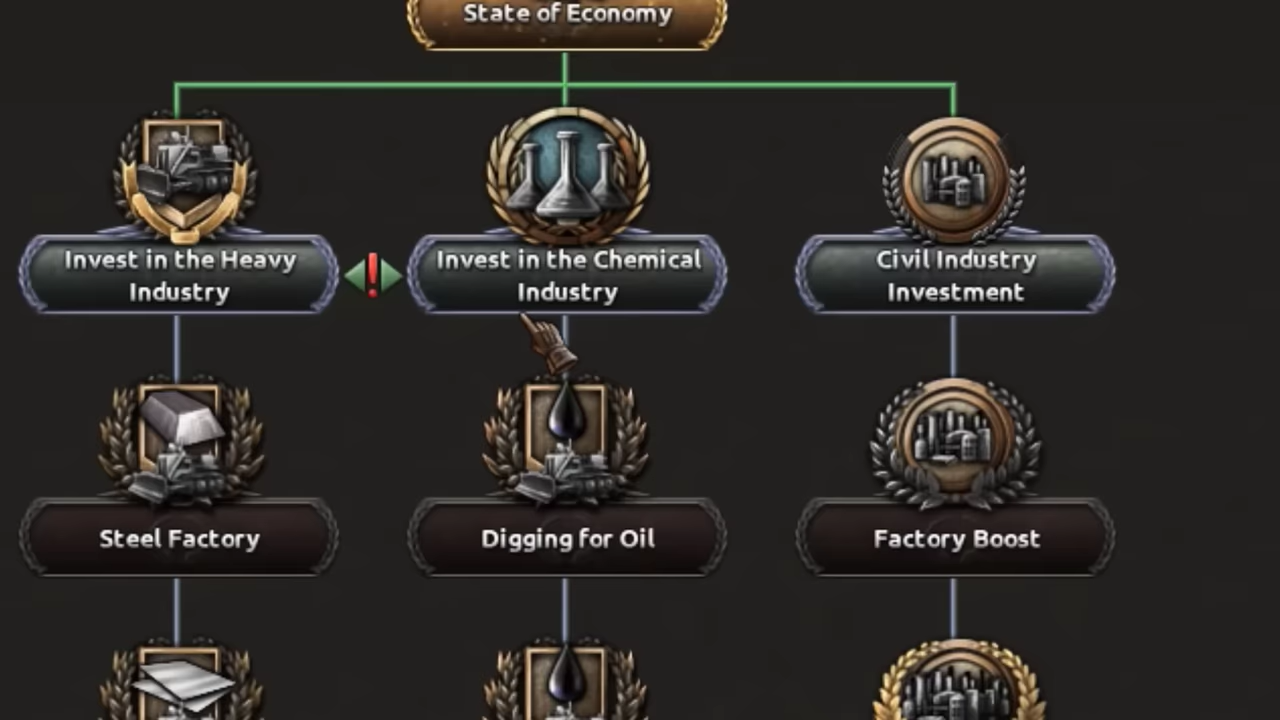 State of Economy
Invest in the Heavy
Industry
Invest in the Chemical
Industry
Civil Industry
Investment
Steel Factory
Digging for Oil
Factory Boost